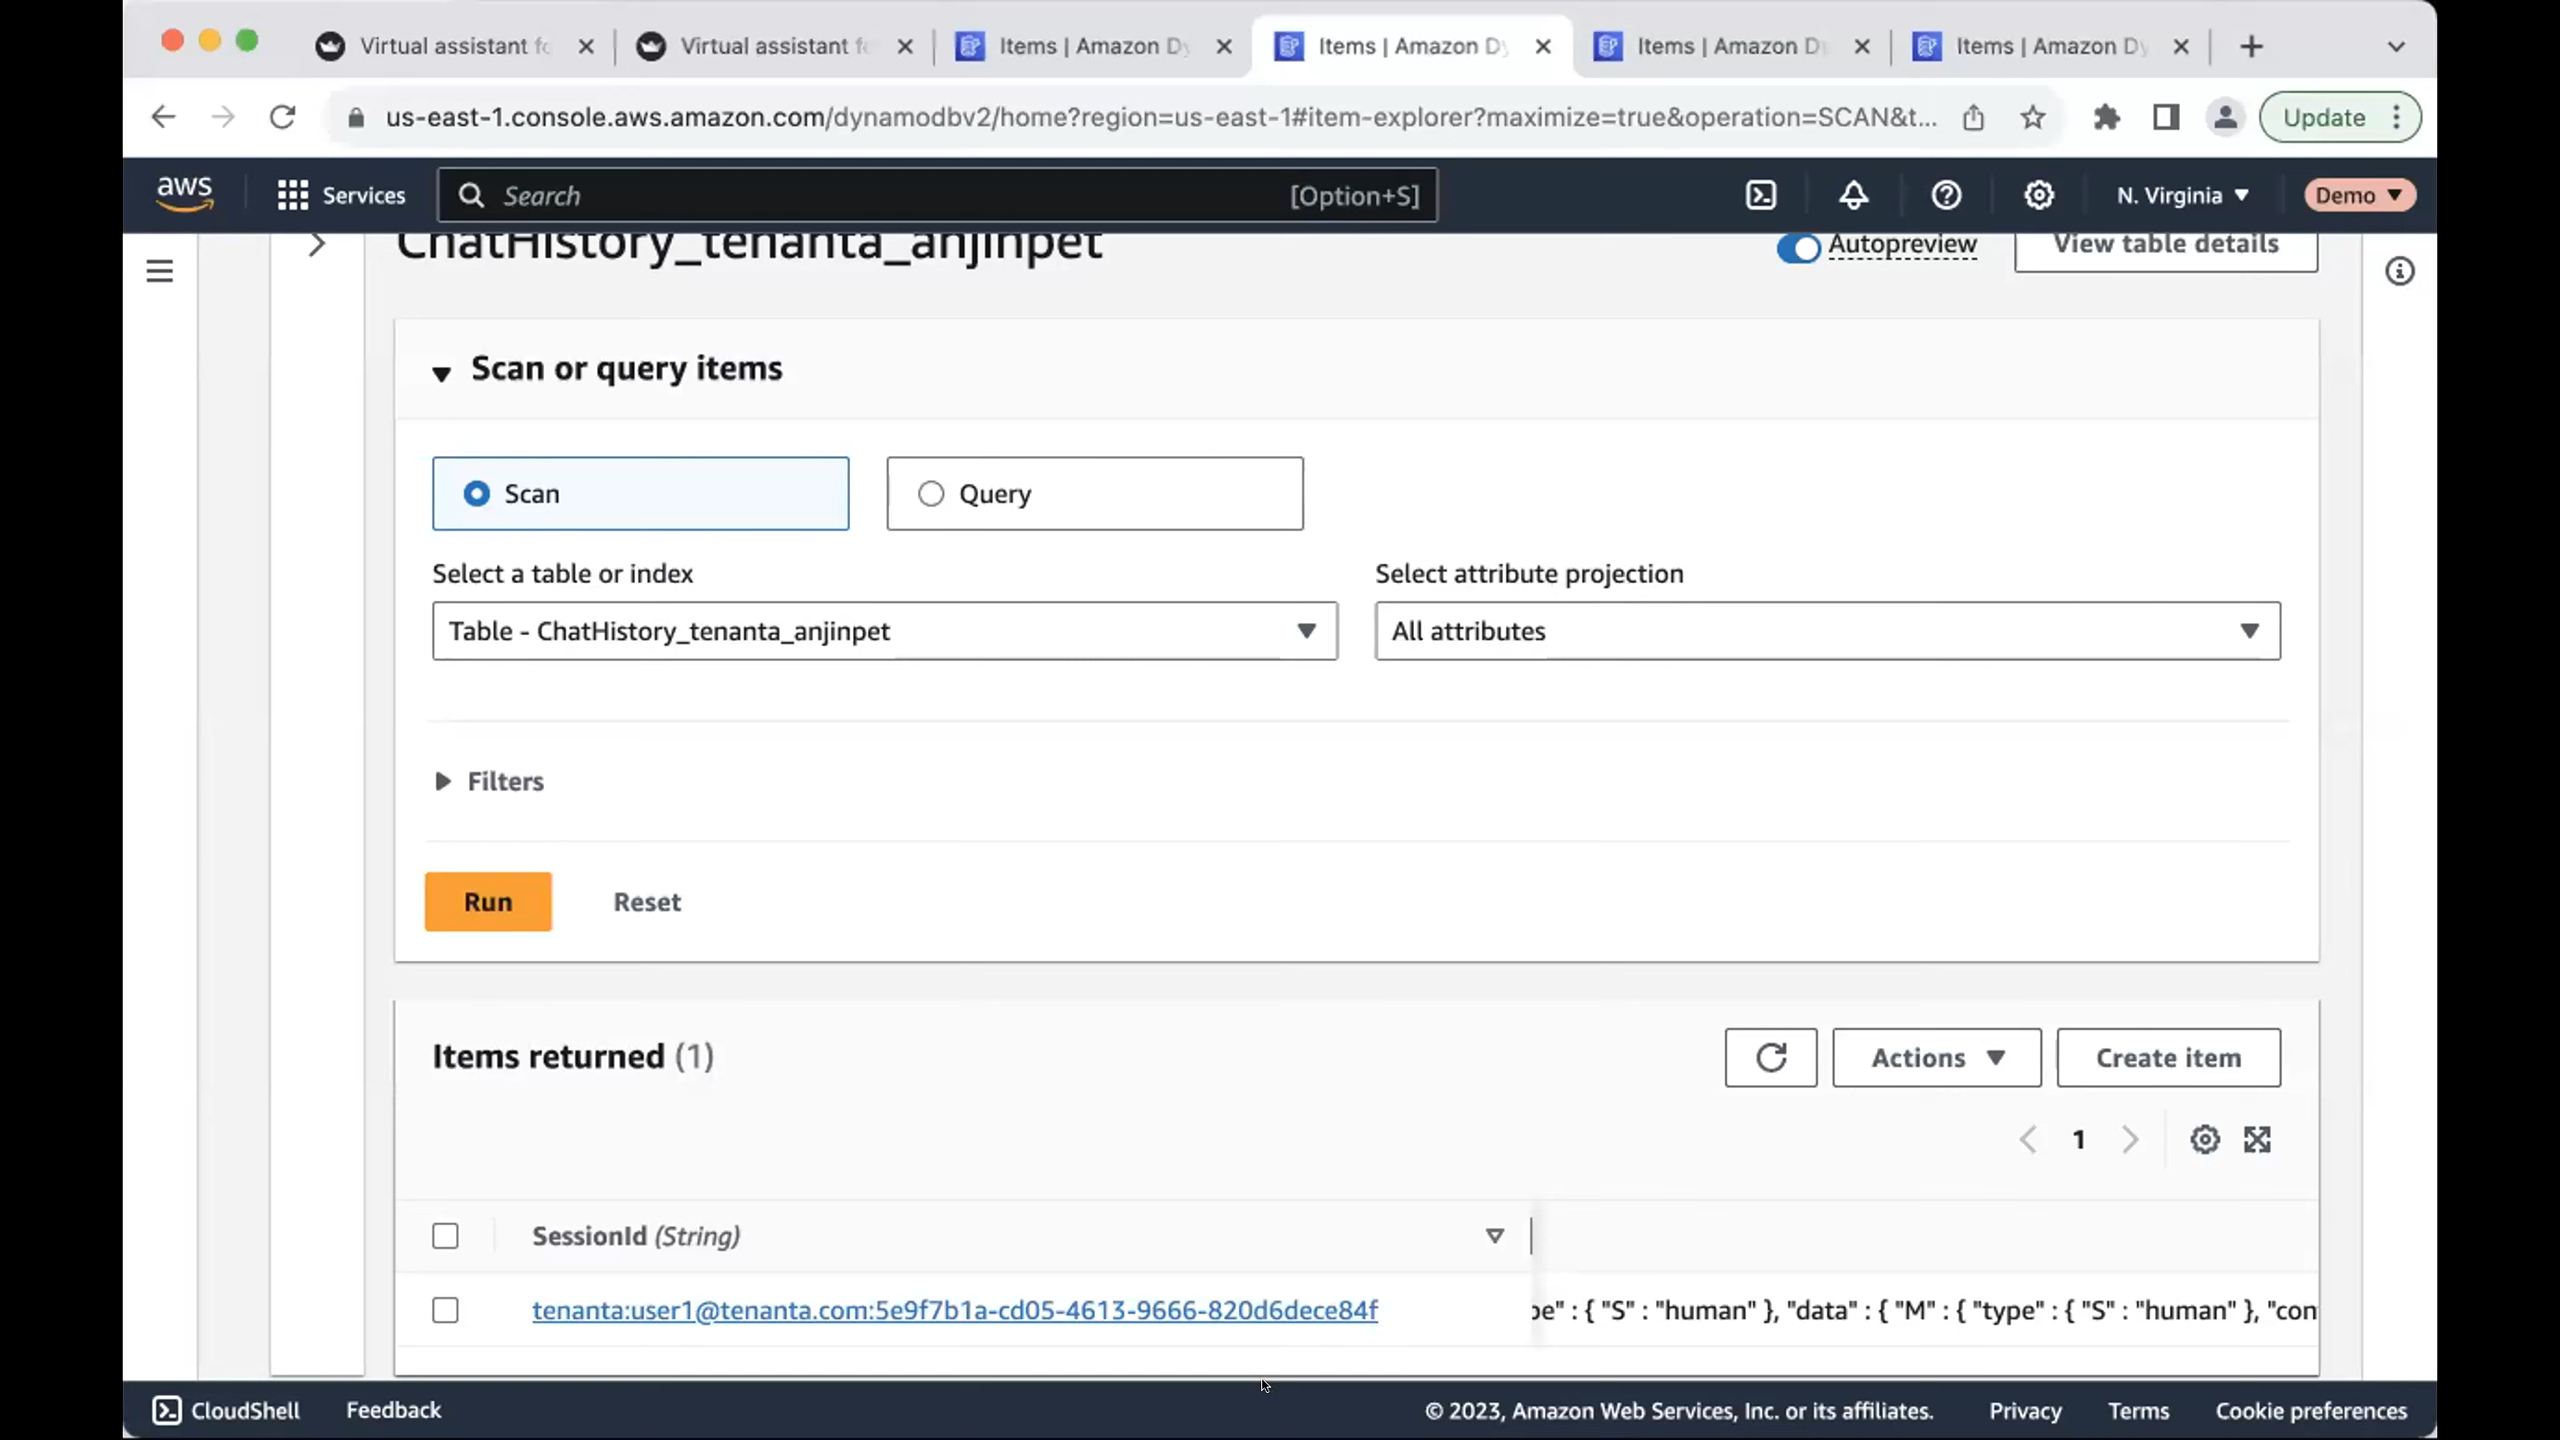 Virtual assistant fo
Virtual assistant fo
Items | Amazon Dy
Items | Amazon Dy
Items | Amazon D
Items | Amazon Dy
us-east-1.console.aws.amazon.com/dynamodbv2/home?region=us-east-1#item-explorer?maximize=true&operation=SCAN&t...
Update
aws
Services
Search
[Option+S]
N. Virginia
Demo
ChatHistory_tenanta_anjinpet
Autopreview
View table details
Scan or query items
Scan
Query
Select a table or index
Select attribute projection
Table - ChatHistory_tenanta_anjinpet
All attributes
Filters
Run
Reset
Items returned (1)
Actions
Create item
1
SessionId (String)
tenanta:user1@tenanta.com:5e9f7b1a-cd05-4613-9666-820d6dece84f
pe" : { "S" : "human" }, "data" : { "M" : { "type" : { "S" : "human" }, "con
CloudShell
Feedback
© 2023, Amazon Web Services, Inc. or its affiliates.
Privacy
Terms
Cookie preferences